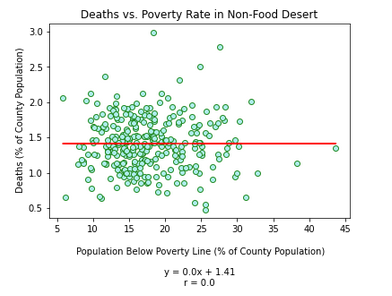 Deaths vs. Poverty Rate in Non-Food Desert
Deaths (% of County Population)
3.0
2.5
2.0
1.5
1.0
0.5
5 10 15 20 25 30 35 40 45
Population Below Poverty Line (% of County Population)
y = 0.0x + 1.41
r = 0.0